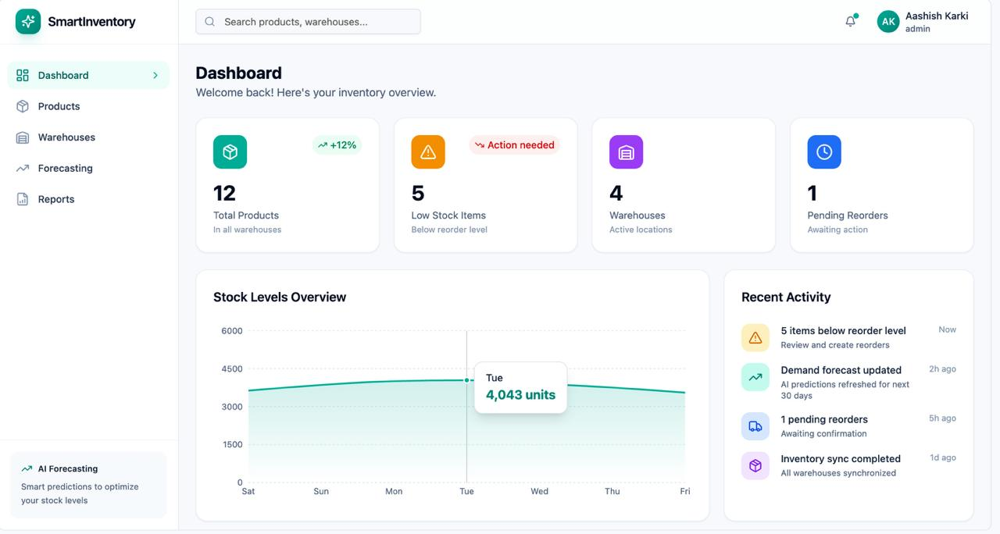 SmartInventory
Search products, warehouses...
AK
Aashish Karki
admin
Dashboard
Products
Warehouses
Forecasting
Reports
AI Forecasting
Smart predictions to optimize
your stock levels
Dashboard
Welcome back! Here's your inventory overview.
+12%
12
Total Products
In all warehouses
Action needed
5
Low Stock Items
Below reorder level
4
Warehouses
Active locations
1
Pending Reorders
Awaiting action
Stock Levels Overview
6000
4500
3000
1500
0
Sat
Sun
Mon
Tue
Wed
Thu
Fri
Tue
4,043 units
Recent Activity
5 items below reorder level
Now
Review and create reorders
Demand forecast updated
2h ago
AI predictions refreshed for next
30 days
1 pending reorders
5h ago
Awaiting confirmation
Inventory sync completed
1d ago
All warehouses synchronized